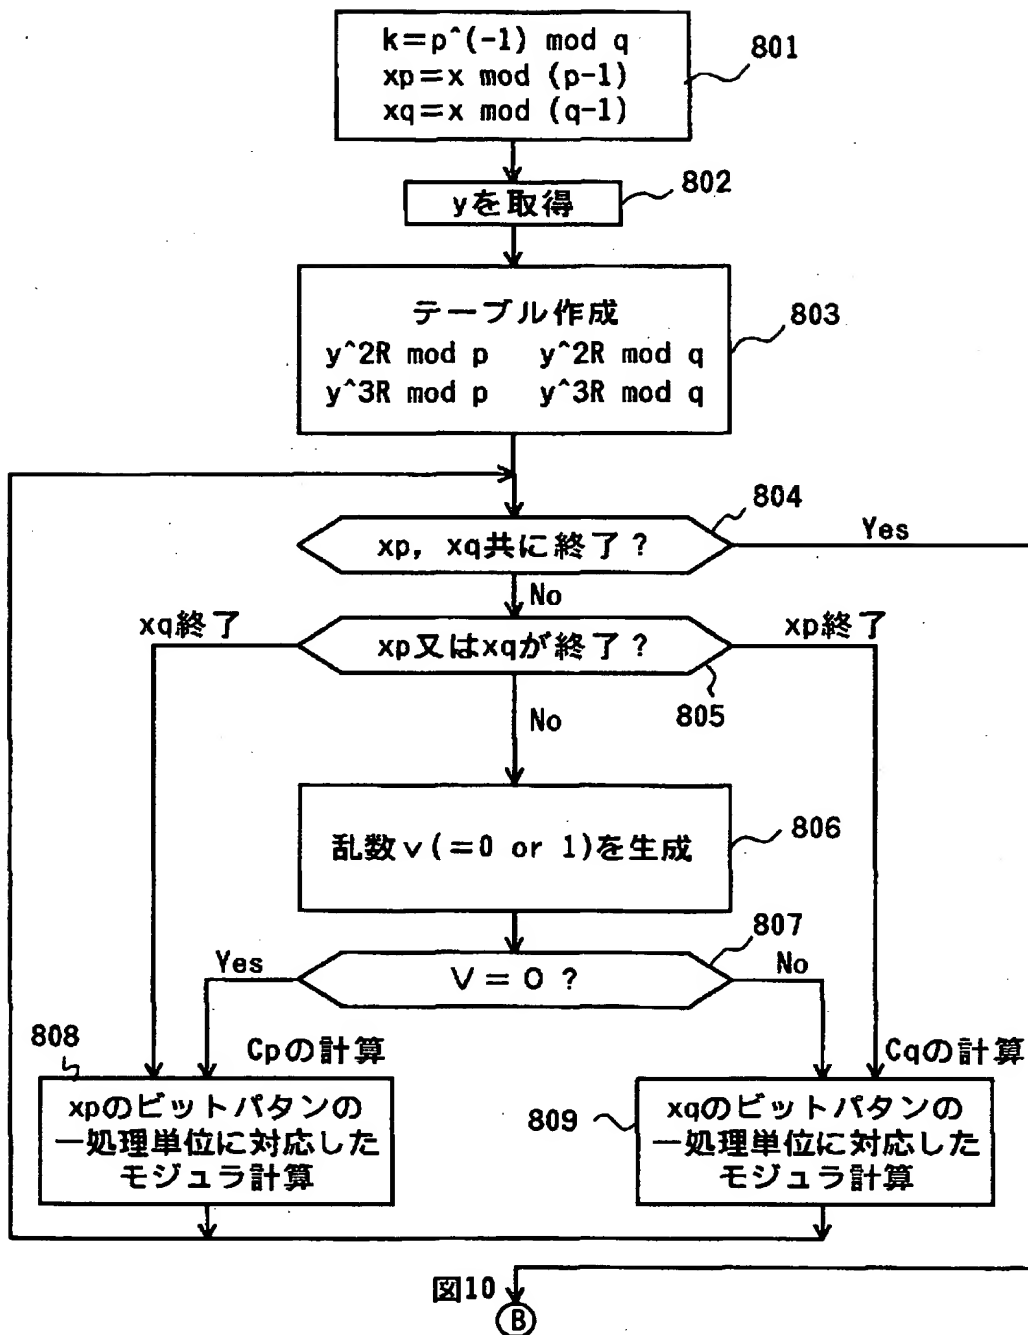 k=p^(-1) mod q
xp=x mod (p-1)
xq=x mod (q-1)
801
yを取得
802
テーブル作成
y^2R mod p y^2R mod q
y^3R mod p y^3R mod q
803
804
xp, xq共に終了?
Yes
No
xq終了
xp又はxqが終了?
xp終了
805
No
乱数v(=0 or 1)を生成
806
807
Yes
V=0?
No
808
Cpの計算
Cqの計算
xpのビットパタンの
一処理単位に対応した
モジュラ計算
809
xqのビットパタンの
一処理単位に対応した
モジュラ計算
図10
B